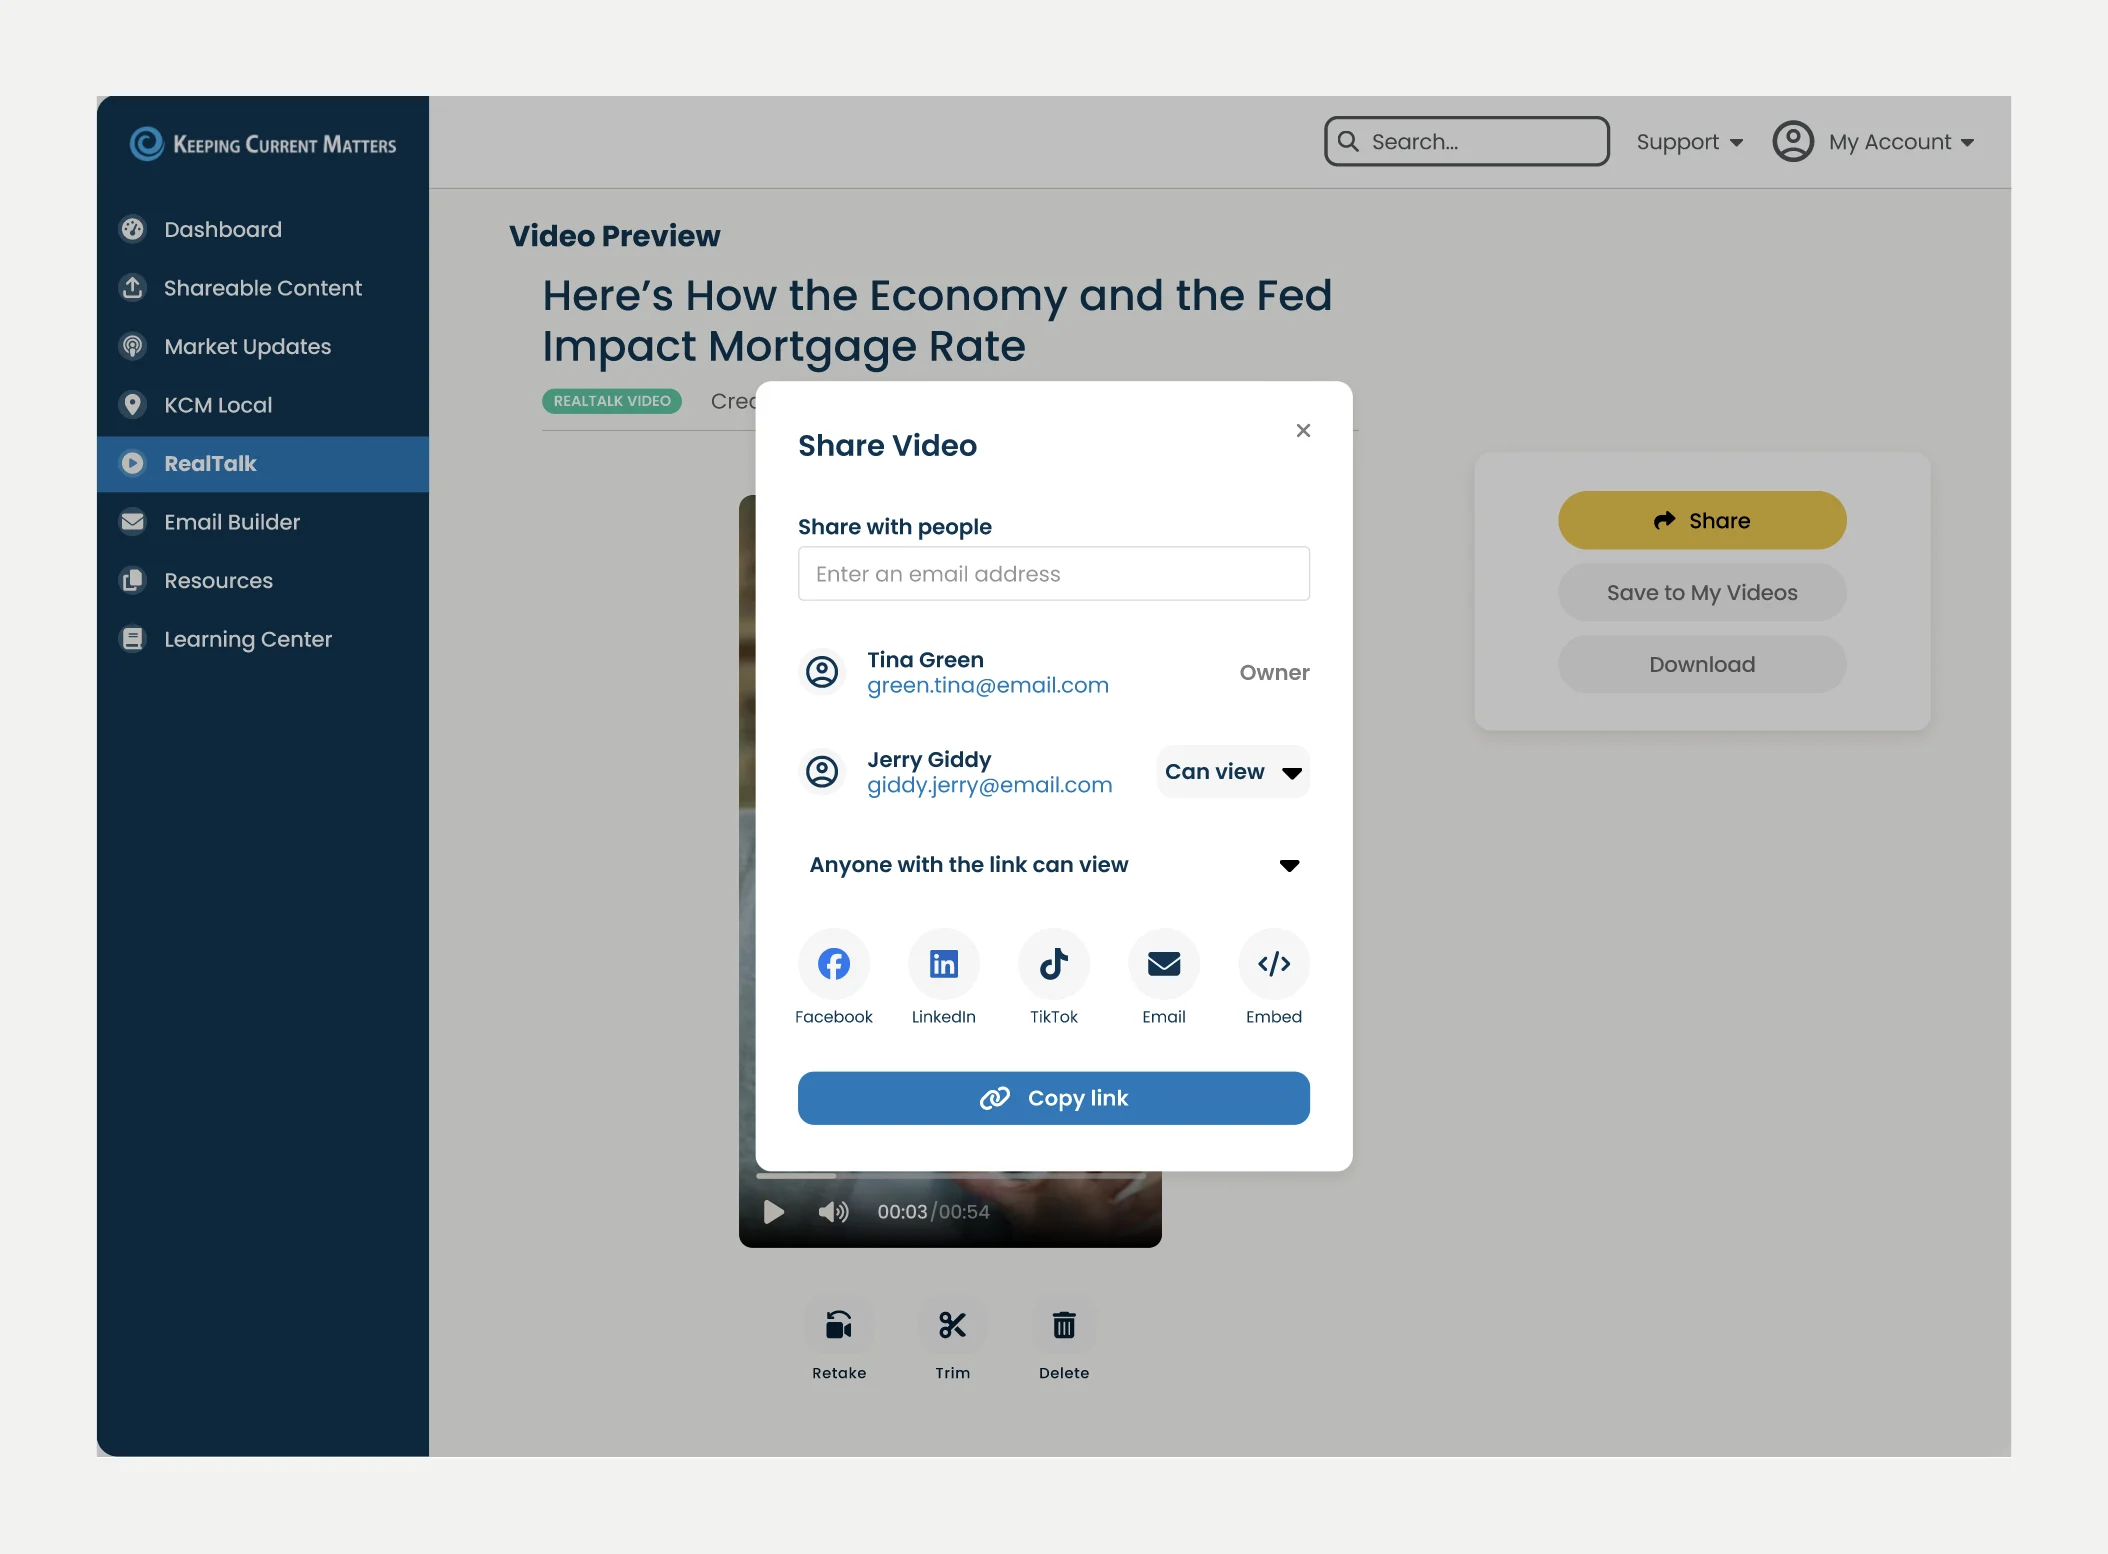 KEEPING CURRENT MATTERS
Search...
Support
My Account
Dashboard
Shareable Content
Market Updates
KCM Local
RealTalk
Email Builder
Resources
Learning Center
Video Preview
Here’s How the Economy and the Fed
Impact Mortgage Rate
REALTALK VIDEO
Share Video
Share with people
Enter an email address
Tina Green
green.tina@email.com
Owner
Jerry Giddy
giddy.jerry@email.com
Can view
Anyone with the link can view
Facebook
LinkedIn
TikTok
Email
Embed
Copy link
Share
Save to My Videos
Download
00:03/00:54
Retake
Trim
Delete